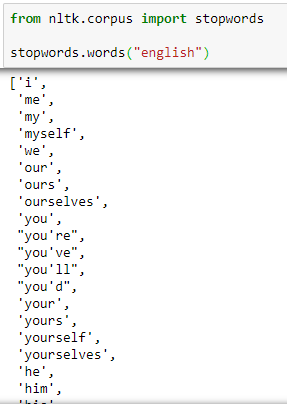 from nltk.corpus import stopwords
stopwords.words("english")
['i',
'me',
'my',
'myself',
'we',
'our',
'ours',
'ourselves',
'you',
"you're",
"you've",
"you'll",
"you'd",
'your',
'yours',
'yourself',
'yourselves',
'he',
'him',